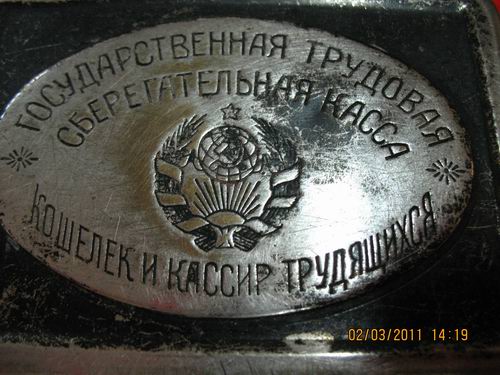 ГОСУДАРСТВЕННАЯ ТРУДОВАЯ
СБЕРЕГАТЕЛЬНАЯ КАССА
КОШЕЛЕК И КАССИР ТРУДЯЩИХСЯ
02/03/2011 14:19